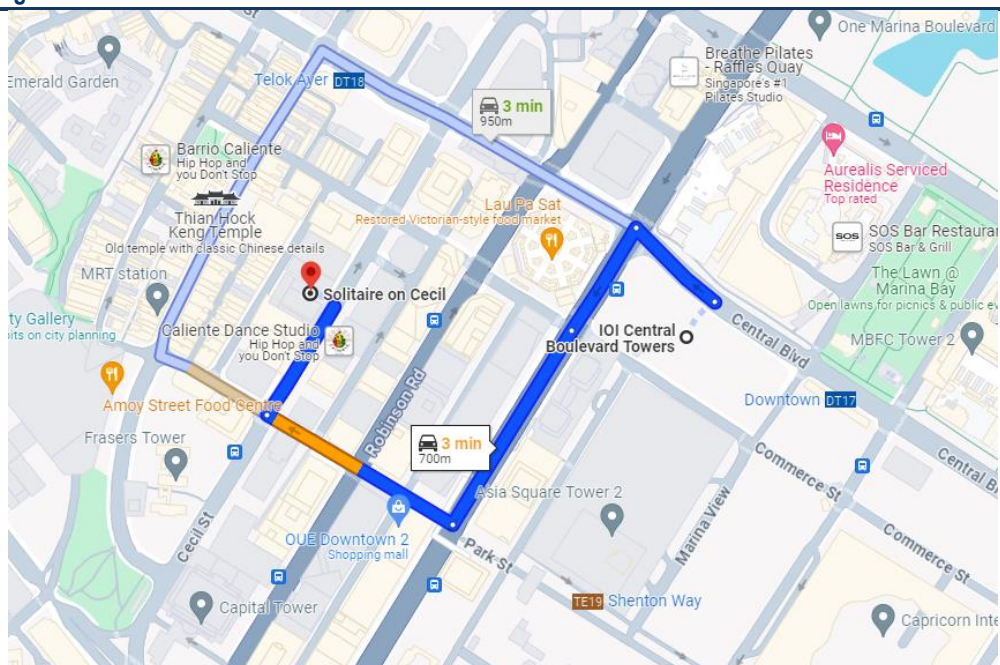 One Marina Boulevard
Emerald Garden
Telok Ayer DT18
Breathe Pilates
- Raffles Quay
Singapore's #1
Pilates Studio
3 min
950m
Barrio Caliente
Hip Hop and
you Don't Stop
Aurealis Serviced
Residence
Top rated
Thian Hock
Keng Temple
Old temple with classic Chinese details
Lau Pa Sat
Restored Victorian-style food market
SOS
SOS Bar Restauran
SOS Bar & Grill
MRT station
Solitaire on Cecil
The Lawn @
Marina Bay
Open lawns for picnics & public ev
ty Gallery
bits on city planning
Caliente Dance Studio
Hip Hop and
you Don't Stop
IOI Central
Boulevard Towers
Central Blvd
MBFC Tower 2
Amoy Street Food Centre
Robinson Rd
Downtown DT17
Frasers Tower
3 min
700m
Commerce St
Central B
Asia Square Tower 2
Marina View
Cecil St
OUE Downtown 2
Shopping mall
Park St
Commerce St
TE19 Shenton Way
Capital Tower
Capricorn Inte